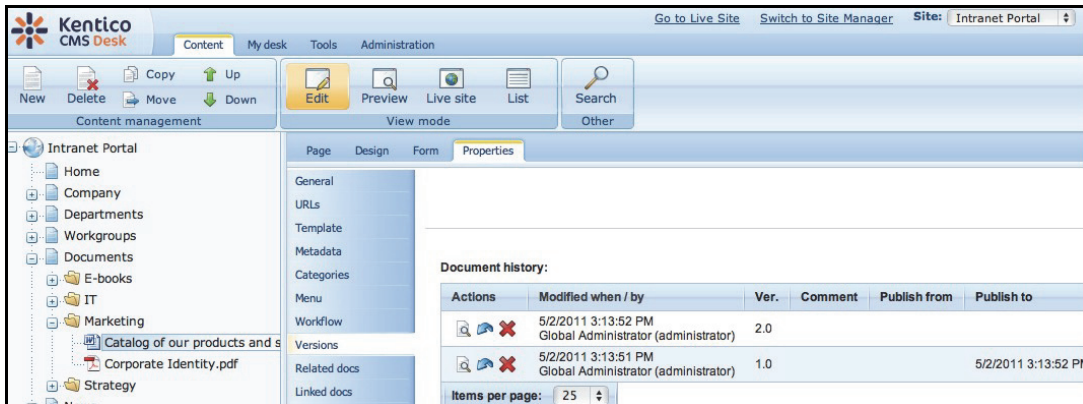 Kentico
CMS Desk
Go to Live Site Switch to Site Manager Site: Intranet Portal
Content My desk Tools Administration
New Delete Copy Move Up Down
Content management
Edit Preview Live site List
View mode
Search
Other
Intranet Portal
Home
Company
Departments
Workgroups
Documents
E-books
IT
Marketing
Catalog of our products and s
Corporate Identity.pdf
Strategy
Page Design Form Properties
General
URLs
Template
Metadata
Categories
Menu
Workflow
Versions
Related docs
Linked docs
Document history:
Actions Modified when / by Ver. Comment Publish from Publish to
5/2/2011 3:13:52 PM
Global Administrator (administrator) 2.0
5/2/2011 3:13:51 PM
Global Administrator (administrator) 1.0 5/2/2011 3:13:52 PM
Items per page: 25